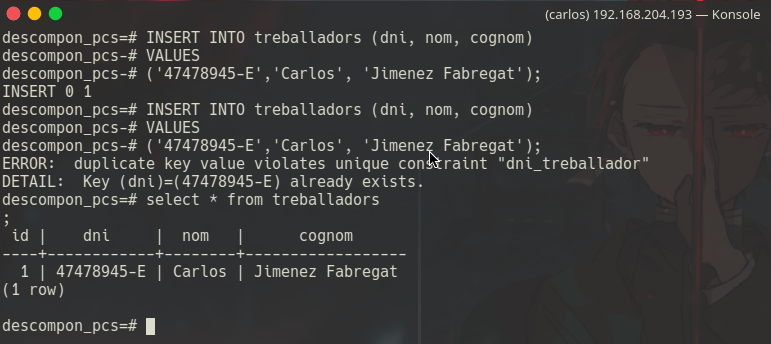 (carlos) 192.168.204.193 — Konsole
descompon_pcs=# INSERT INTO treballadors (dni, nom, cognom)
descompon_pcs-# VALUES
descompon_pcs-# ('47478945-E','Carlos', 'Jimenez Fabregat');
INSERT 0 1
descompon_pcs=# INSERT INTO treballadors (dni, nom, cognom)
descompon_pcs-# VALUES
descompon_pcs-# ('47478945-E','Carlos', 'Jimenez Fabregat');
ERROR:  duplicate key value violates unique constraint "dni_treballador"
DETAIL:  Key (dni)=(47478945-E) already exists.
descompon_pcs=# select * from treballadors
;
 id |    dni     |  nom   |      cognom
----+------------+--------+------------------
  1 | 47478945-E | Carlos | Jimenez Fabregat
(1 row)
descompon_pcs=#